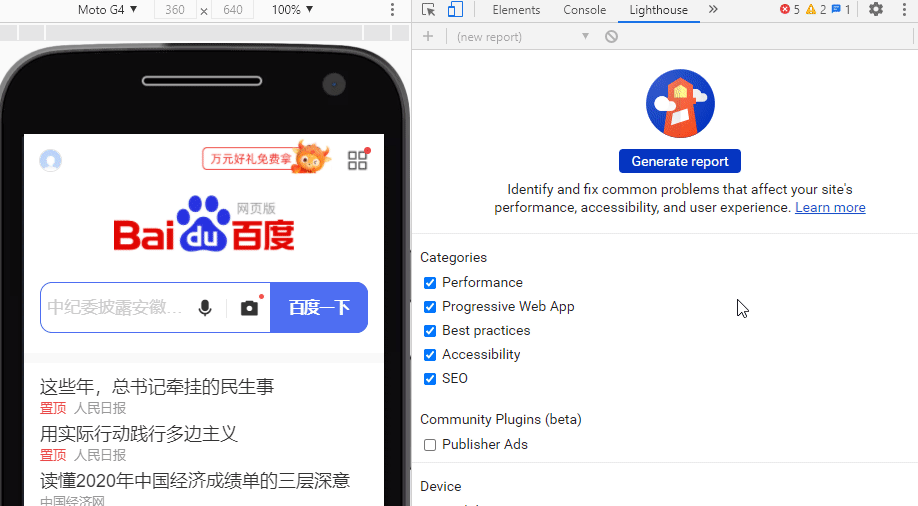 Moto G4 ▼ 360 × 640 100% ▼
Elements Console Lighthouse » 5 2 1
(new report) ▼
Generate report
Identify and fix common problems that affect your site's
performance, accessibility, and user experience. Learn more
Categories
Performance
Progressive Web App
Best practices
Accessibility
SEO
Community Plugins (beta)
Publisher Ads
Device
万元好礼免费拿
网页版
Bai du 百度
中纪委披露安徽... 百度一下
这些年，总书记牵挂的民生事
置顶 人民日报
用实际行动践行多边主义
置顶 人民日报
读懂2020年中国经济成绩单的三层深意
中国经济网